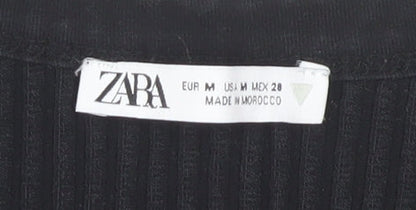 ZARA
EUR M USA M MEX 28
MADE IN MOROCCO